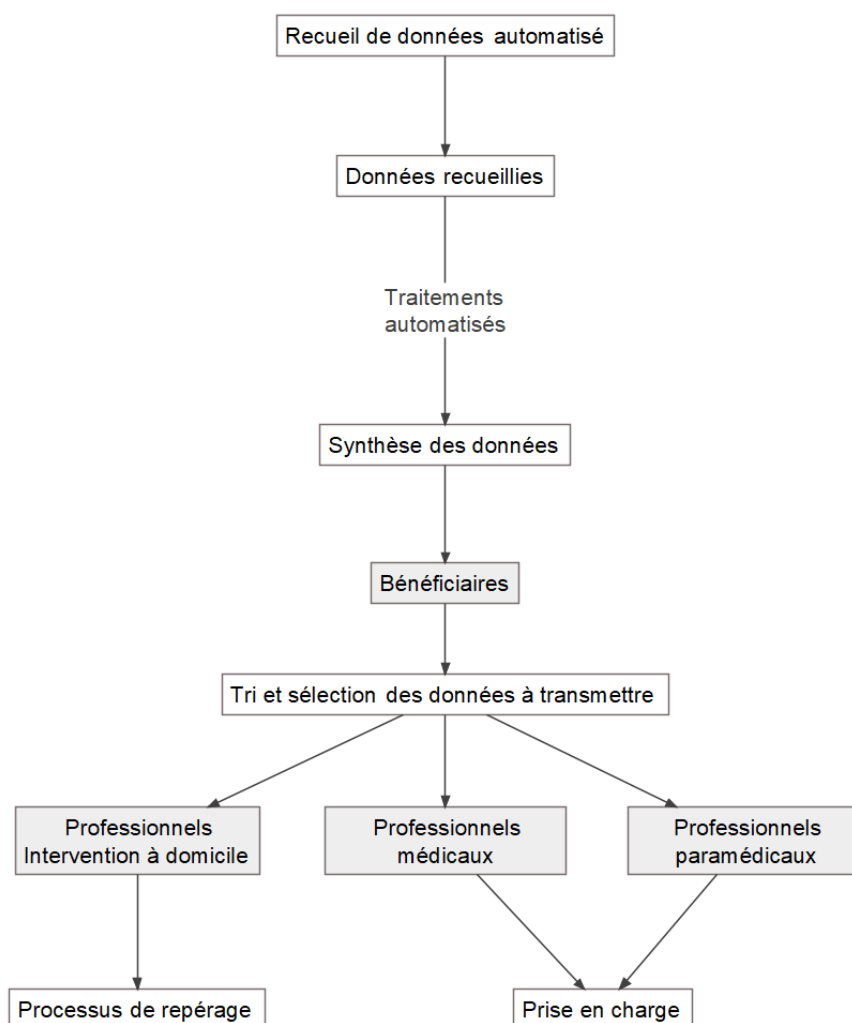 Recueil de données automatisé
Données recueillies
Traitements
automatisés
Synthèse des données
Bénéficiaires
Tri et sélection des données à transmettre
Professionnels
Intervention à domicile
Professionnels
médicaux
Professionnels
paramédicaux
Processus de repérage
Prise en charge